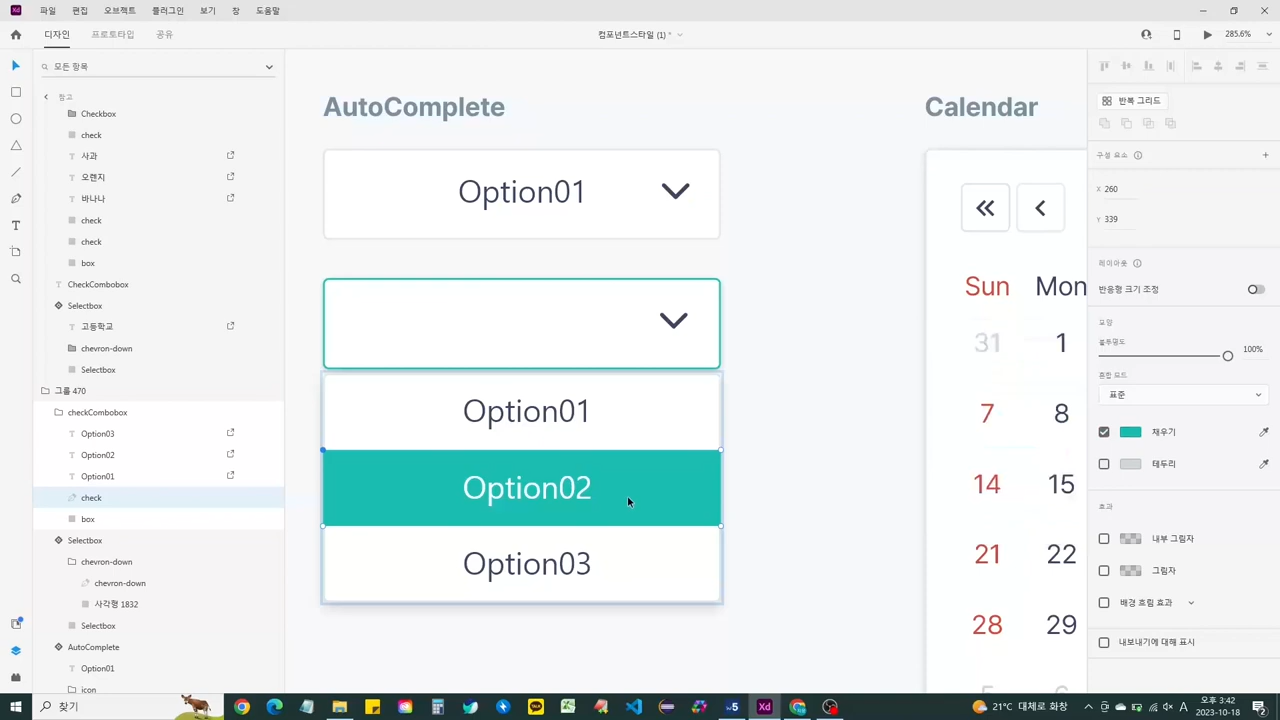 Xd 파일 편집 오브젝트 플러그인 보기 창 도움말
디자인 프로토타입 공유 컴포넌트스타일 (1) * 285.6%
모든 항목
참고
Checkbox
check
사과
오렌지
바나나
check
check
box
CheckCombobox
Selectbox
고등학교
chevron-down
Selectbox
그룹 470
checkCombobox
Option03
Option02
Option01
check
box
Selectbox
chevron-down
chevron-down
사각형 1832
Selectbox
AutoComplete
Option01
icon
AutoComplete
Option01
Option01
Option02
Option03
Calendar
Sun Mon
31 1
7 8
14 15
21 22
28 29
반복 그리드
구성 요소
X 260
Y 339
레이아웃
반응형 크기 조정
모양
불투명도
100%
혼합 모드
표준
채우기
테두리
효과
내부 그림자
그림자
배경 흐림 효과
내보내기에 대해 표시
찾기
21°C 대체로 화창
A
오후 3:42
2023-10-18